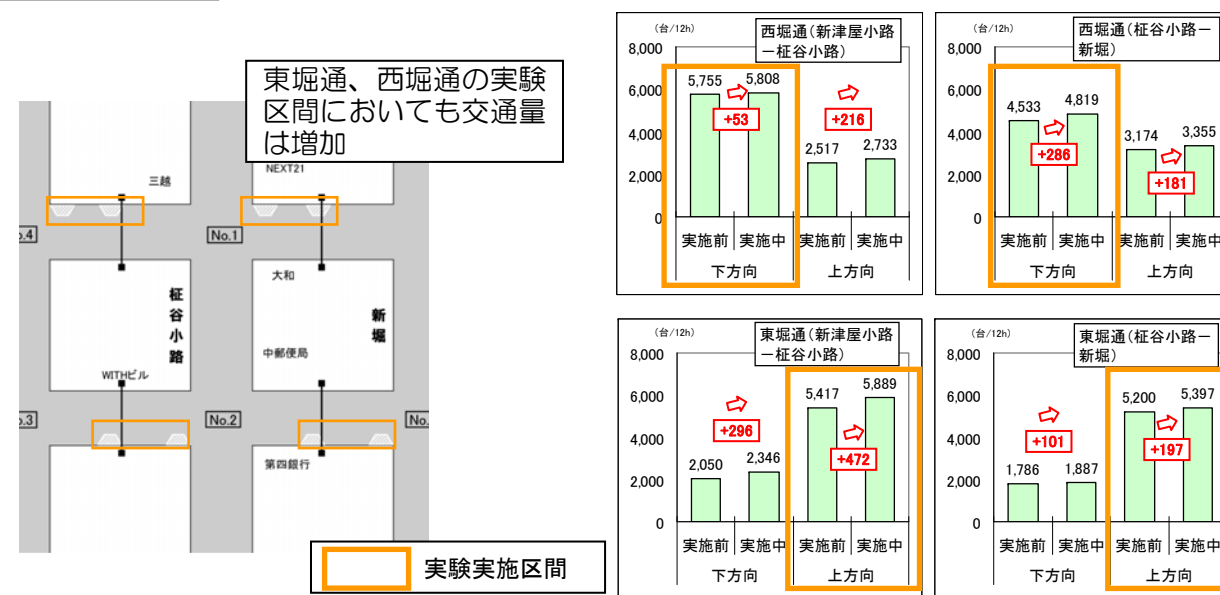 東堀通、西堀通の実験
区間においても交通量
は増加
NEXT21
三越
No.1
.4
大和
柾谷小路
新堀
中郵便局
WITHビル
.3
No.2
No.
第四銀行
実験実施区間
(台/12h)
西堀通(新津屋小路
－柾谷小路)
8,000
6,000
4,000
2,000
0
5,755
5,808
+53
+216
2,517
2,733
実施前
実施中
実施前
実施中
下方向
上方向
(台/12h)
西堀通(柾谷小路－
新堀)
8,000
6,000
4,000
2,000
0
4,533
4,819
+286
3,174
3,355
+181
実施前
実施中
実施前
実施中
下方向
上方向
(台/12h)
東堀通(新津屋小路
－柾谷小路)
8,000
6,000
4,000
2,000
0
+296
2,050
2,346
5,417
5,889
+472
実施前
実施中
実施前
実施中
下方向
上方向
(台/12h)
東堀通(柾谷小路－
新堀)
8,000
6,000
4,000
2,000
0
+101
1,786
1,887
5,200
5,397
+197
実施前
実施中
実施前
実施中
下方向
上方向